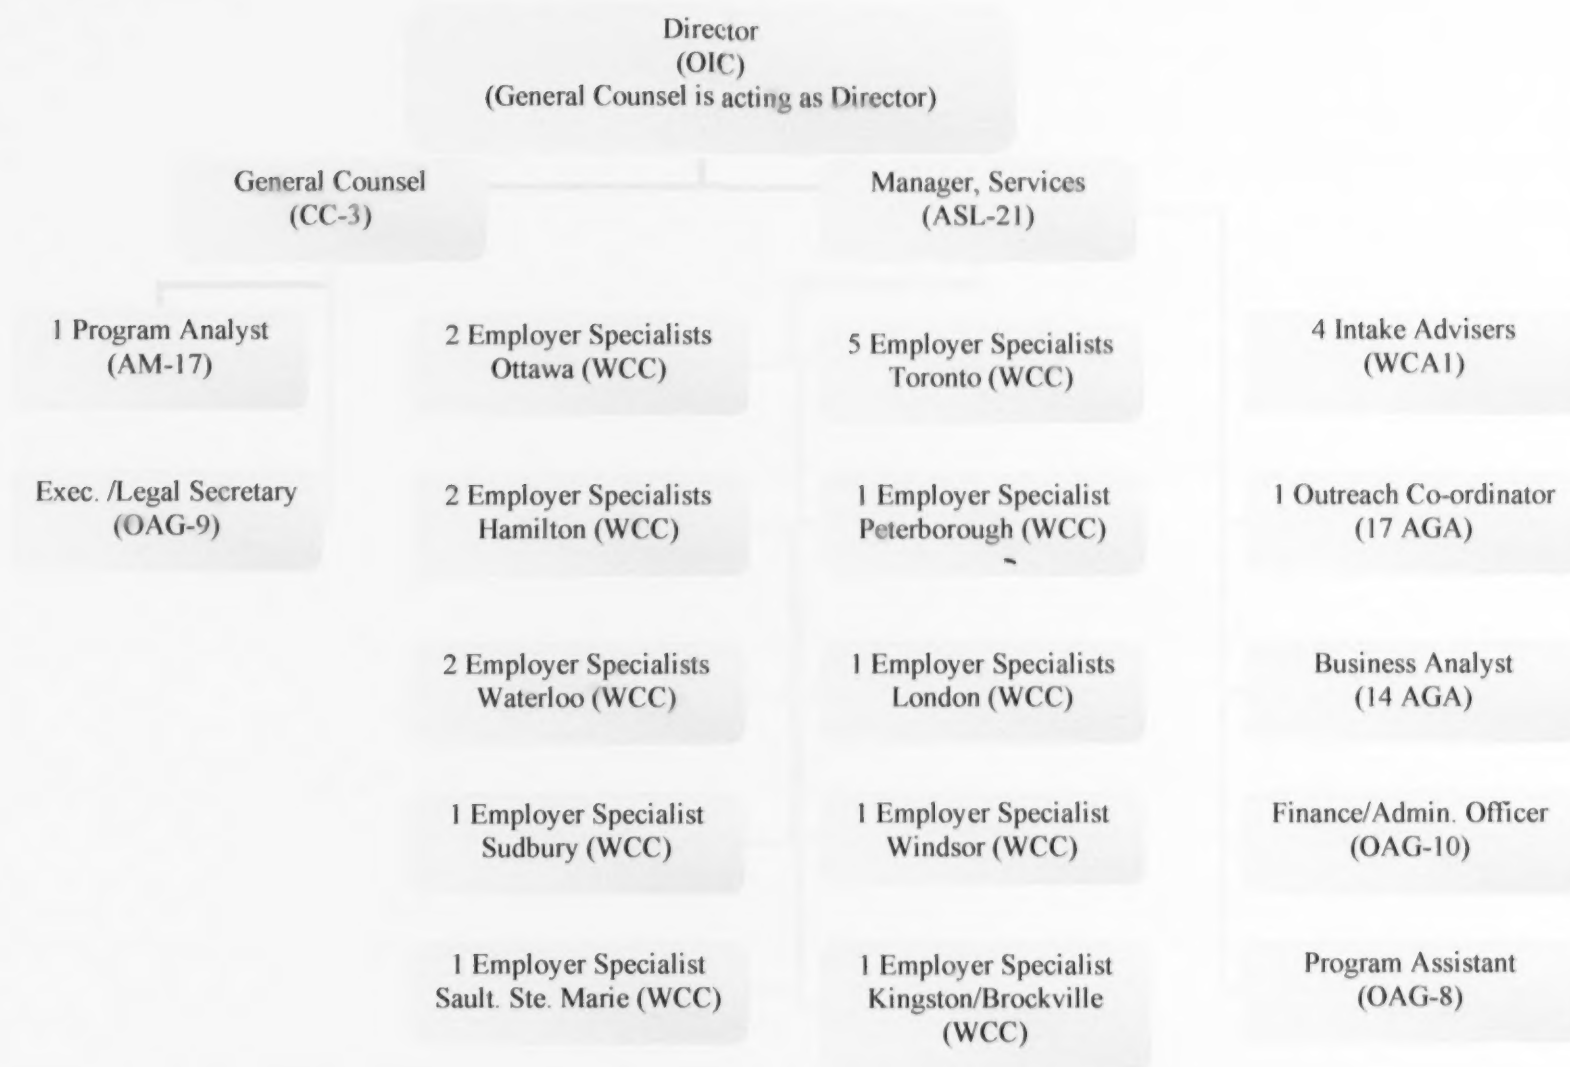 Director
(OIC)
(General Counsel is acting as Director)
General Counsel
(CC-3)
Manager, Services
(ASL-21)
1 Program Analyst
(AM-17)
2 Employer Specialists
Ottawa (WCC)
5 Employer Specialists
Toronto (WCC)
4 Intake Advisers
(WCA1)
Exec. /Legal Secretary
(OAG-9)
2 Employer Specialists
Hamilton (WCC)
1 Employer Specialist
Peterborough (WCC)
1 Outreach Co-ordinator
(17 AGA)
2 Employer Specialists
Waterloo (WCC)
1 Employer Specialists
London (WCC)
Business Analyst
(14 AGA)
1 Employer Specialist
Sudbury (WCC)
1 Employer Specialist
Windsor (WCC)
Finance/Admin. Officer
(OAG-10)
1 Employer Specialist
Sault. Ste. Marie (WCC)
1 Employer Specialist
Kingston/Brockville
(WCC)
Program Assistant
(OAG-8)